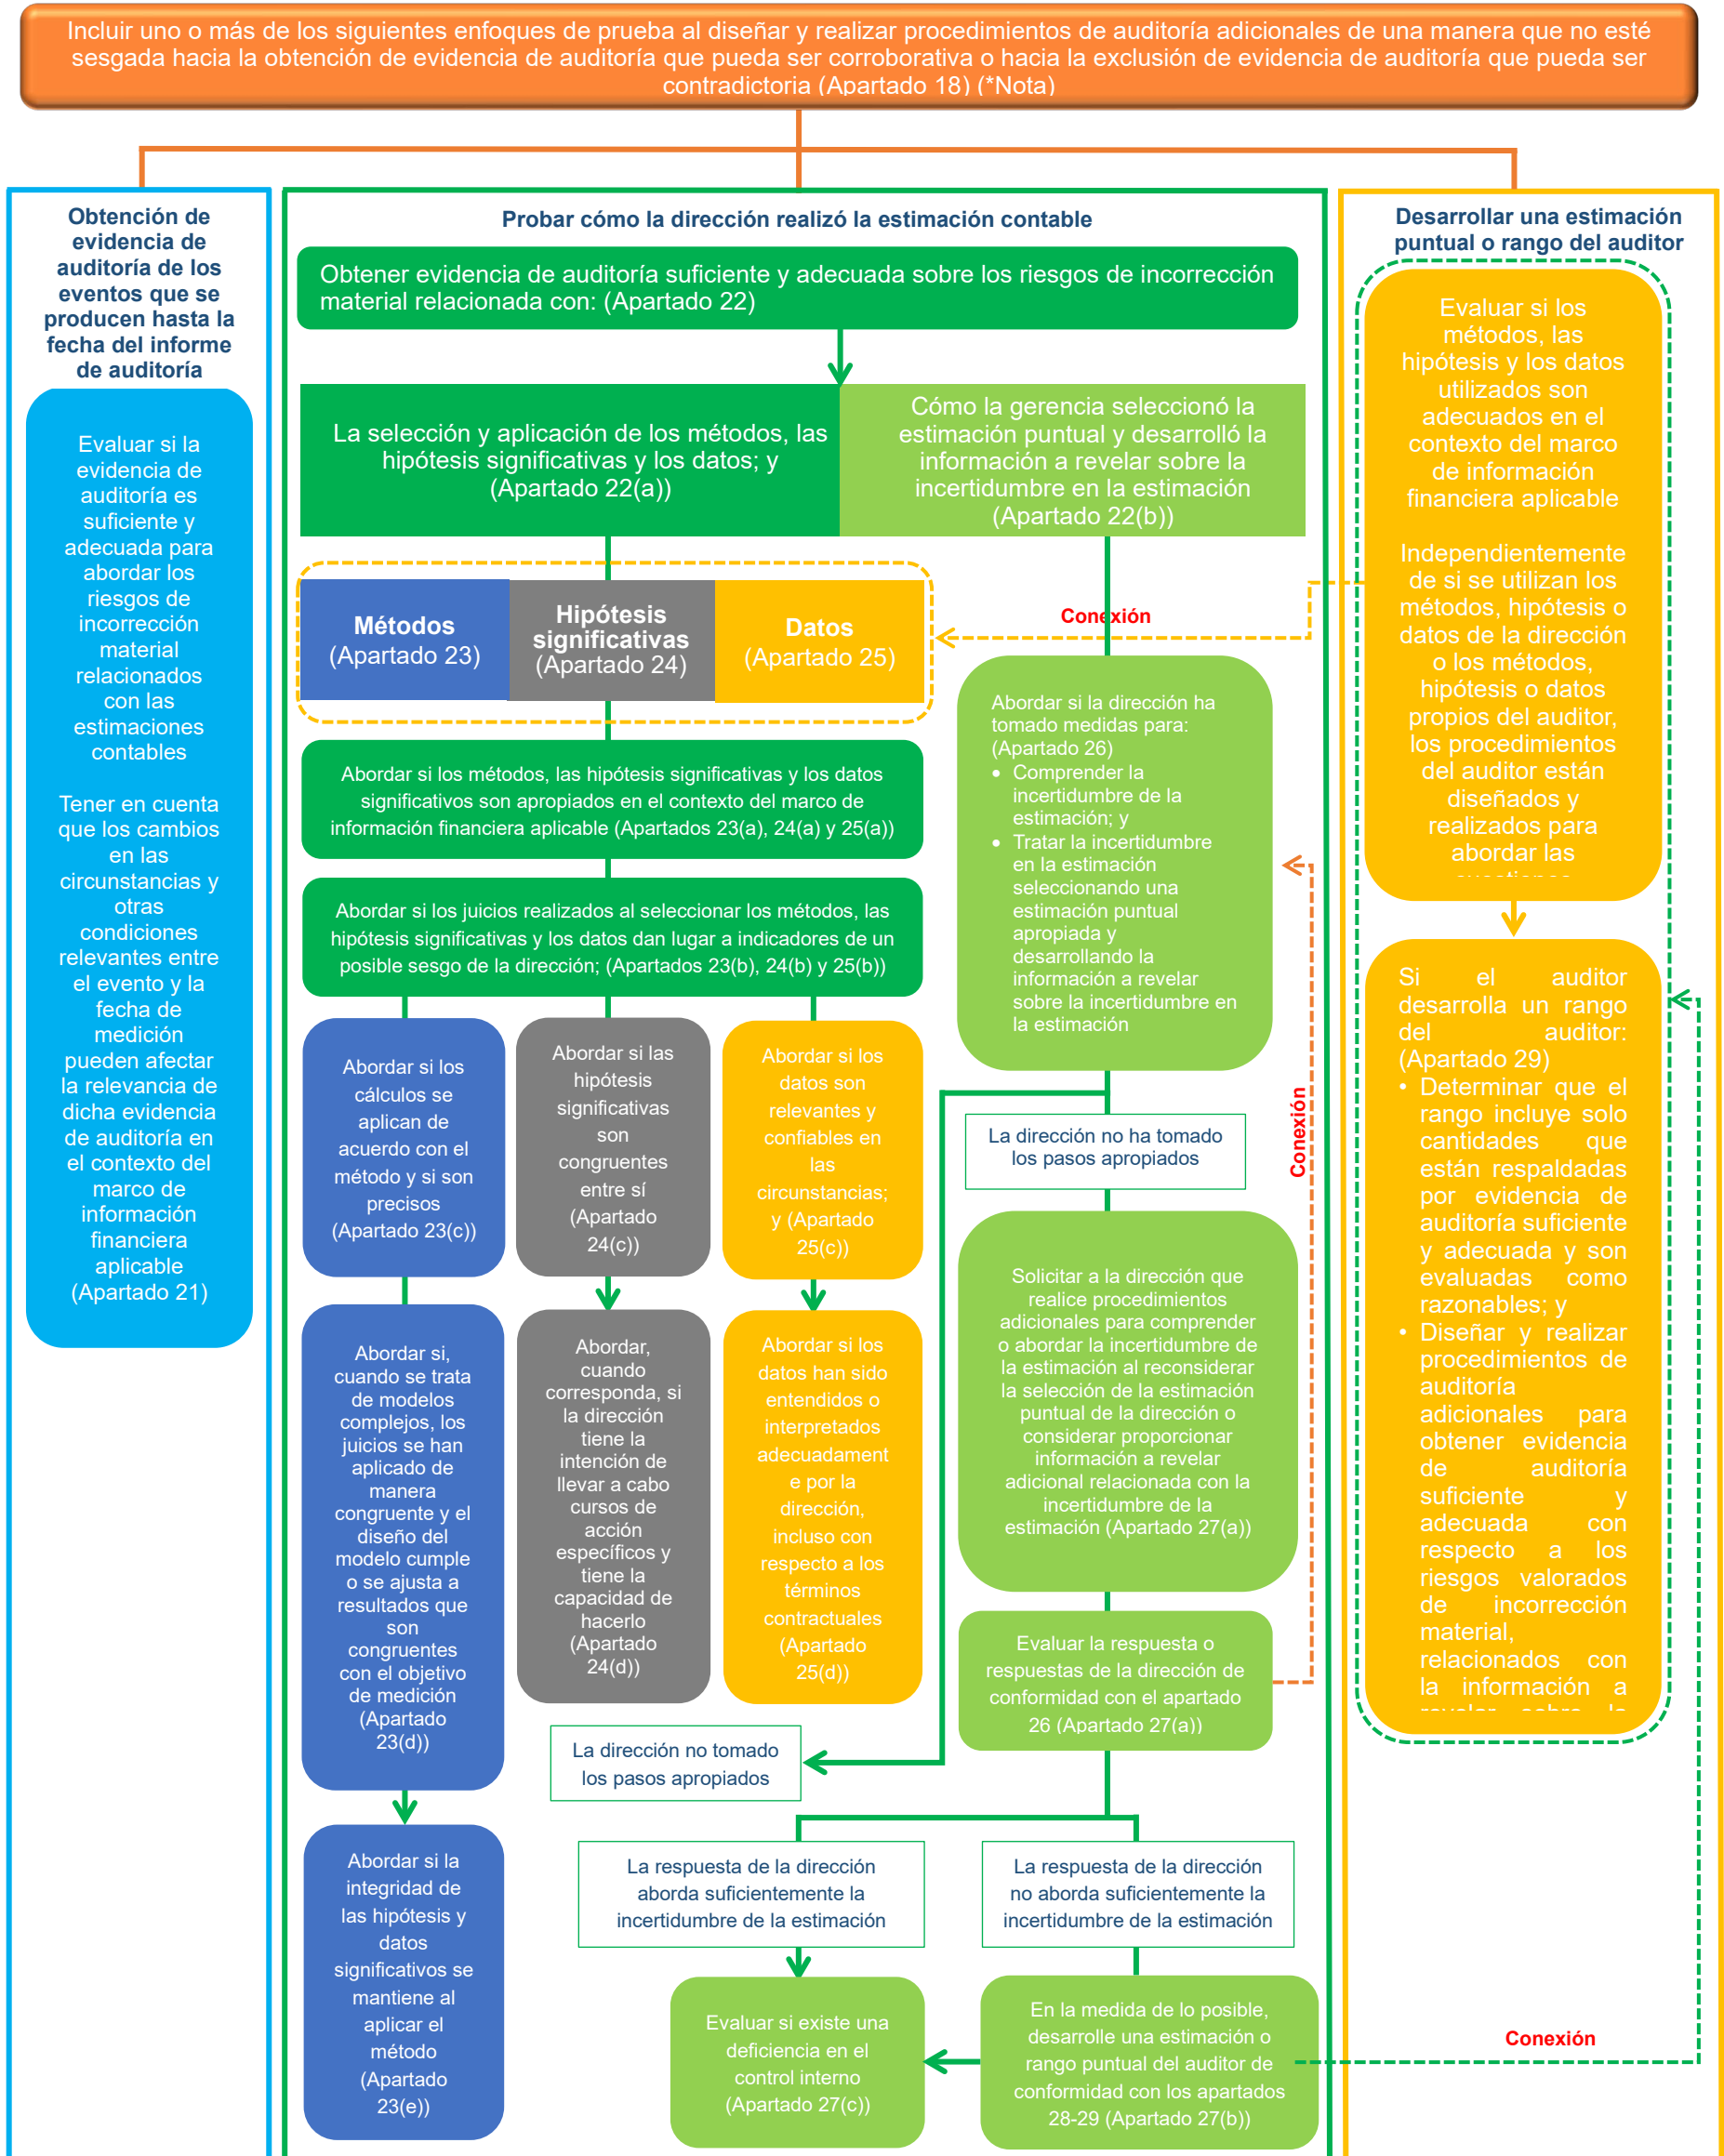 Incluir uno o más de los siguientes enfoques de prueba al diseñar y realizar procedimientos de auditoría adicionales de una manera que no esté
sesgada hacia la obtención de evidencia de auditoría que pueda ser corroborativa o hacia la exclusión de evidencia de auditoría que pueda ser
contradictoria (Apartado 18) (*Nota)
Obtención de
evidencia de
auditoría de los
eventos que se
producen hasta la
fecha del informe
de auditoría
Evaluar si la
evidencia de
auditoría es
suficiente y
adecuada para
abordar los
riesgos de
incorrección
material
relacionados
con las
estimaciones
contables
Tener en cuenta
que los cambios
en las
circunstancias y
otras
condiciones
relevantes entre
el evento y la
fecha de
medición
pueden afectar
la relevancia de
dicha evidencia
de auditoría en
el contexto del
marco de
información
financiera
aplicable
(Apartado 21)
Probar cómo la dirección realizó la estimación contable
Obtener evidencia de auditoría suficiente y adecuada sobre los riesgos de incorrección
material relacionada con: (Apartado 22)
La selección y aplicación de los métodos, las
hipótesis significativas y los datos; y
(Apartado 22(a))
Cómo la gerencia seleccionó la
estimación puntual y desarrolló la
información a revelar sobre la
incertidumbre en la estimación
(Apartado 22(b))
Métodos
(Apartado 23)
Hipótesis
significativas
(Apartado 24)
Datos
(Apartado 25)
Conexión
Abordar si los métodos, las hipótesis significativas y los datos
significativos son apropiados en el contexto del marco de
información financiera aplicable (Apartados 23(a), 24(a) y 25(a))
Abordar si los juicios realizados al seleccionar los métodos, las
hipótesis significativas y los datos dan lugar a indicadores de un
posible sesgo de la dirección; (Apartados 23(b), 24(b) y 25(b))
Abordar si los
cálculos se
aplican de
acuerdo con el
método y si son
precisos
(Apartado 23(c))
Abordar si las
hipótesis
significativas
son
congruentes
entre sí
(Apartado
24(c))
Abordar si los
datos son
relevantes y
confiables en
las
circunstancias;
y (Apartado
25(c))
Abordar si,
cuando se trata
de modelos
complejos, los
juicios se han
aplicado de
manera
congruente y el
diseño del
modelo cumple
o se ajusta a
resultados que
son
congruentes
con el objetivo
de medición
(Apartado
23(d))
Abordar,
cuando
corresponda, si
la dirección
tiene la
intención de
llevar a cabo
cursos de
acción
específicos y
tiene la
capacidad de
hacerlo
(Apartado
24(d))
Abordar si los
datos han sido
entendidos o
interpretados
adecuadament
e por la
dirección,
incluso con
respecto a los
términos
contractuales
(Apartado
25(d))
Abordar si la
integridad de
las hipótesis y
datos
significativos se
mantiene al
aplicar el
método
(Apartado
23(e))
Abordar si la dirección ha
tomado medidas para:
(Apartado 26)
• Comprender la
incertidumbre de la
estimación; y
• Tratar la incertidumbre
en la estimación
seleccionando una
estimación puntual
apropiada y
desarrollando la
información a revelar
sobre la incertidumbre en
la estimación
La dirección no ha tomado
los pasos apropiados
Conexión
Solicitar a la dirección que
realice procedimientos
adicionales para comprender
o abordar la incertidumbre de
la estimación al reconsiderar
la selección de la estimación
puntual de la dirección o
considerar proporcionar
información a revelar
adicional relacionada con la
incertidumbre de la
estimación (Apartado 27(a))
Evaluar la respuesta o
respuestas de la dirección de
conformidad con el apartado
26 (Apartado 27(a))
La dirección no tomado
los pasos apropiados
La respuesta de la dirección
aborda suficientemente la
incertidumbre de la estimación
La respuesta de la dirección
no aborda suficientemente la
incertidumbre de la estimación
Evaluar si existe una
deficiencia en el
control interno
(Apartado 27(c))
En la medida de lo posible,
desarrolle una estimación o
rango puntual del auditor de
conformidad con los apartados
28-29 (Apartado 27(b))
Desarrollar una estimación
puntual o rango del auditor
Evaluar si los
métodos, las
hipótesis y los datos
utilizados son
adecuados en el
contexto del marco
de información
financiera aplicable
Independientemente
de si se utilizan los
métodos, hipótesis o
datos de la dirección
o los métodos,
hipótesis o datos
propios del auditor,
los procedimientos
del auditor están
diseñados y
realizados para
abordar las
Si el auditor
desarrolla un rango
del auditor:
(Apartado 29)
• Determinar que el
rango incluye solo
cantidades que
están respaldadas
por evidencia de
auditoría suficiente
y adecuada y son
evaluadas como
razonables; y
• Diseñar y realizar
procedimientos de
auditoría
adicionales para
obtener evidencia
de auditoría
suficiente y
adecuada con
respecto a los
riesgos valorados
de incorrección
material,
relacionados con
la información a
Conexión